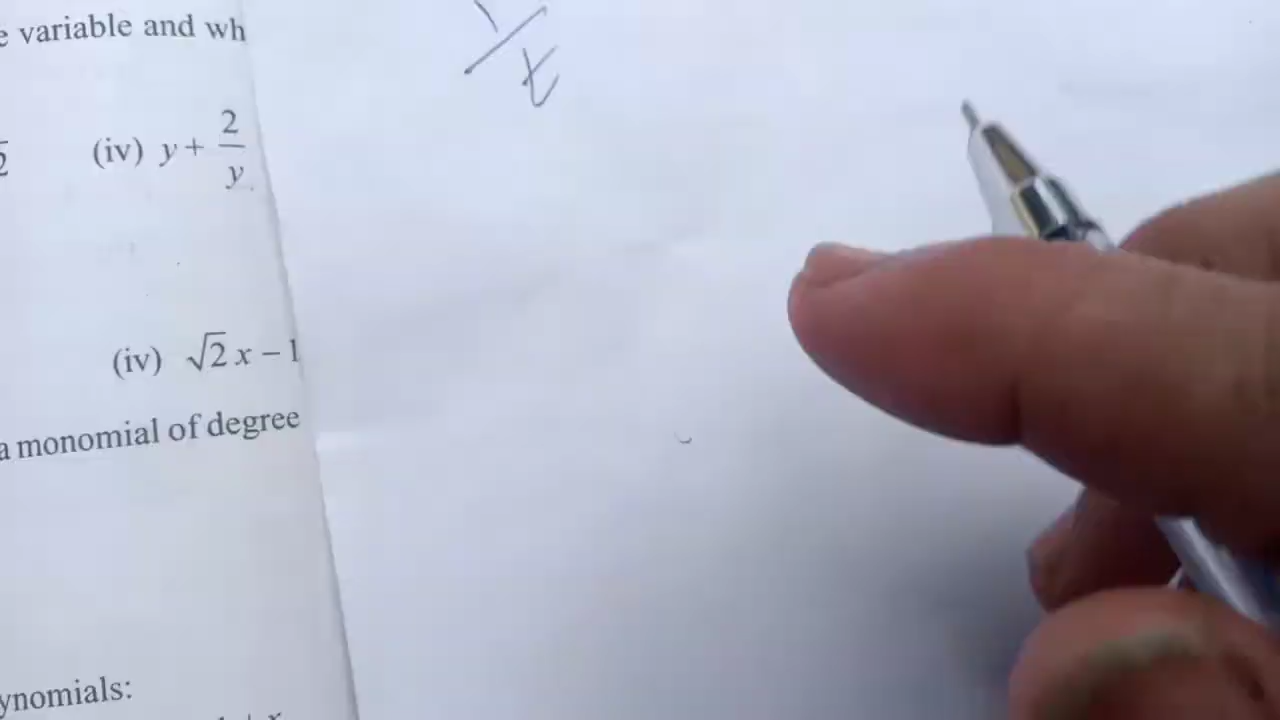 variable and wh
(iv) y + 2/y
(iv) √2 x – 1
a monomial of degree
ynomials:
/t